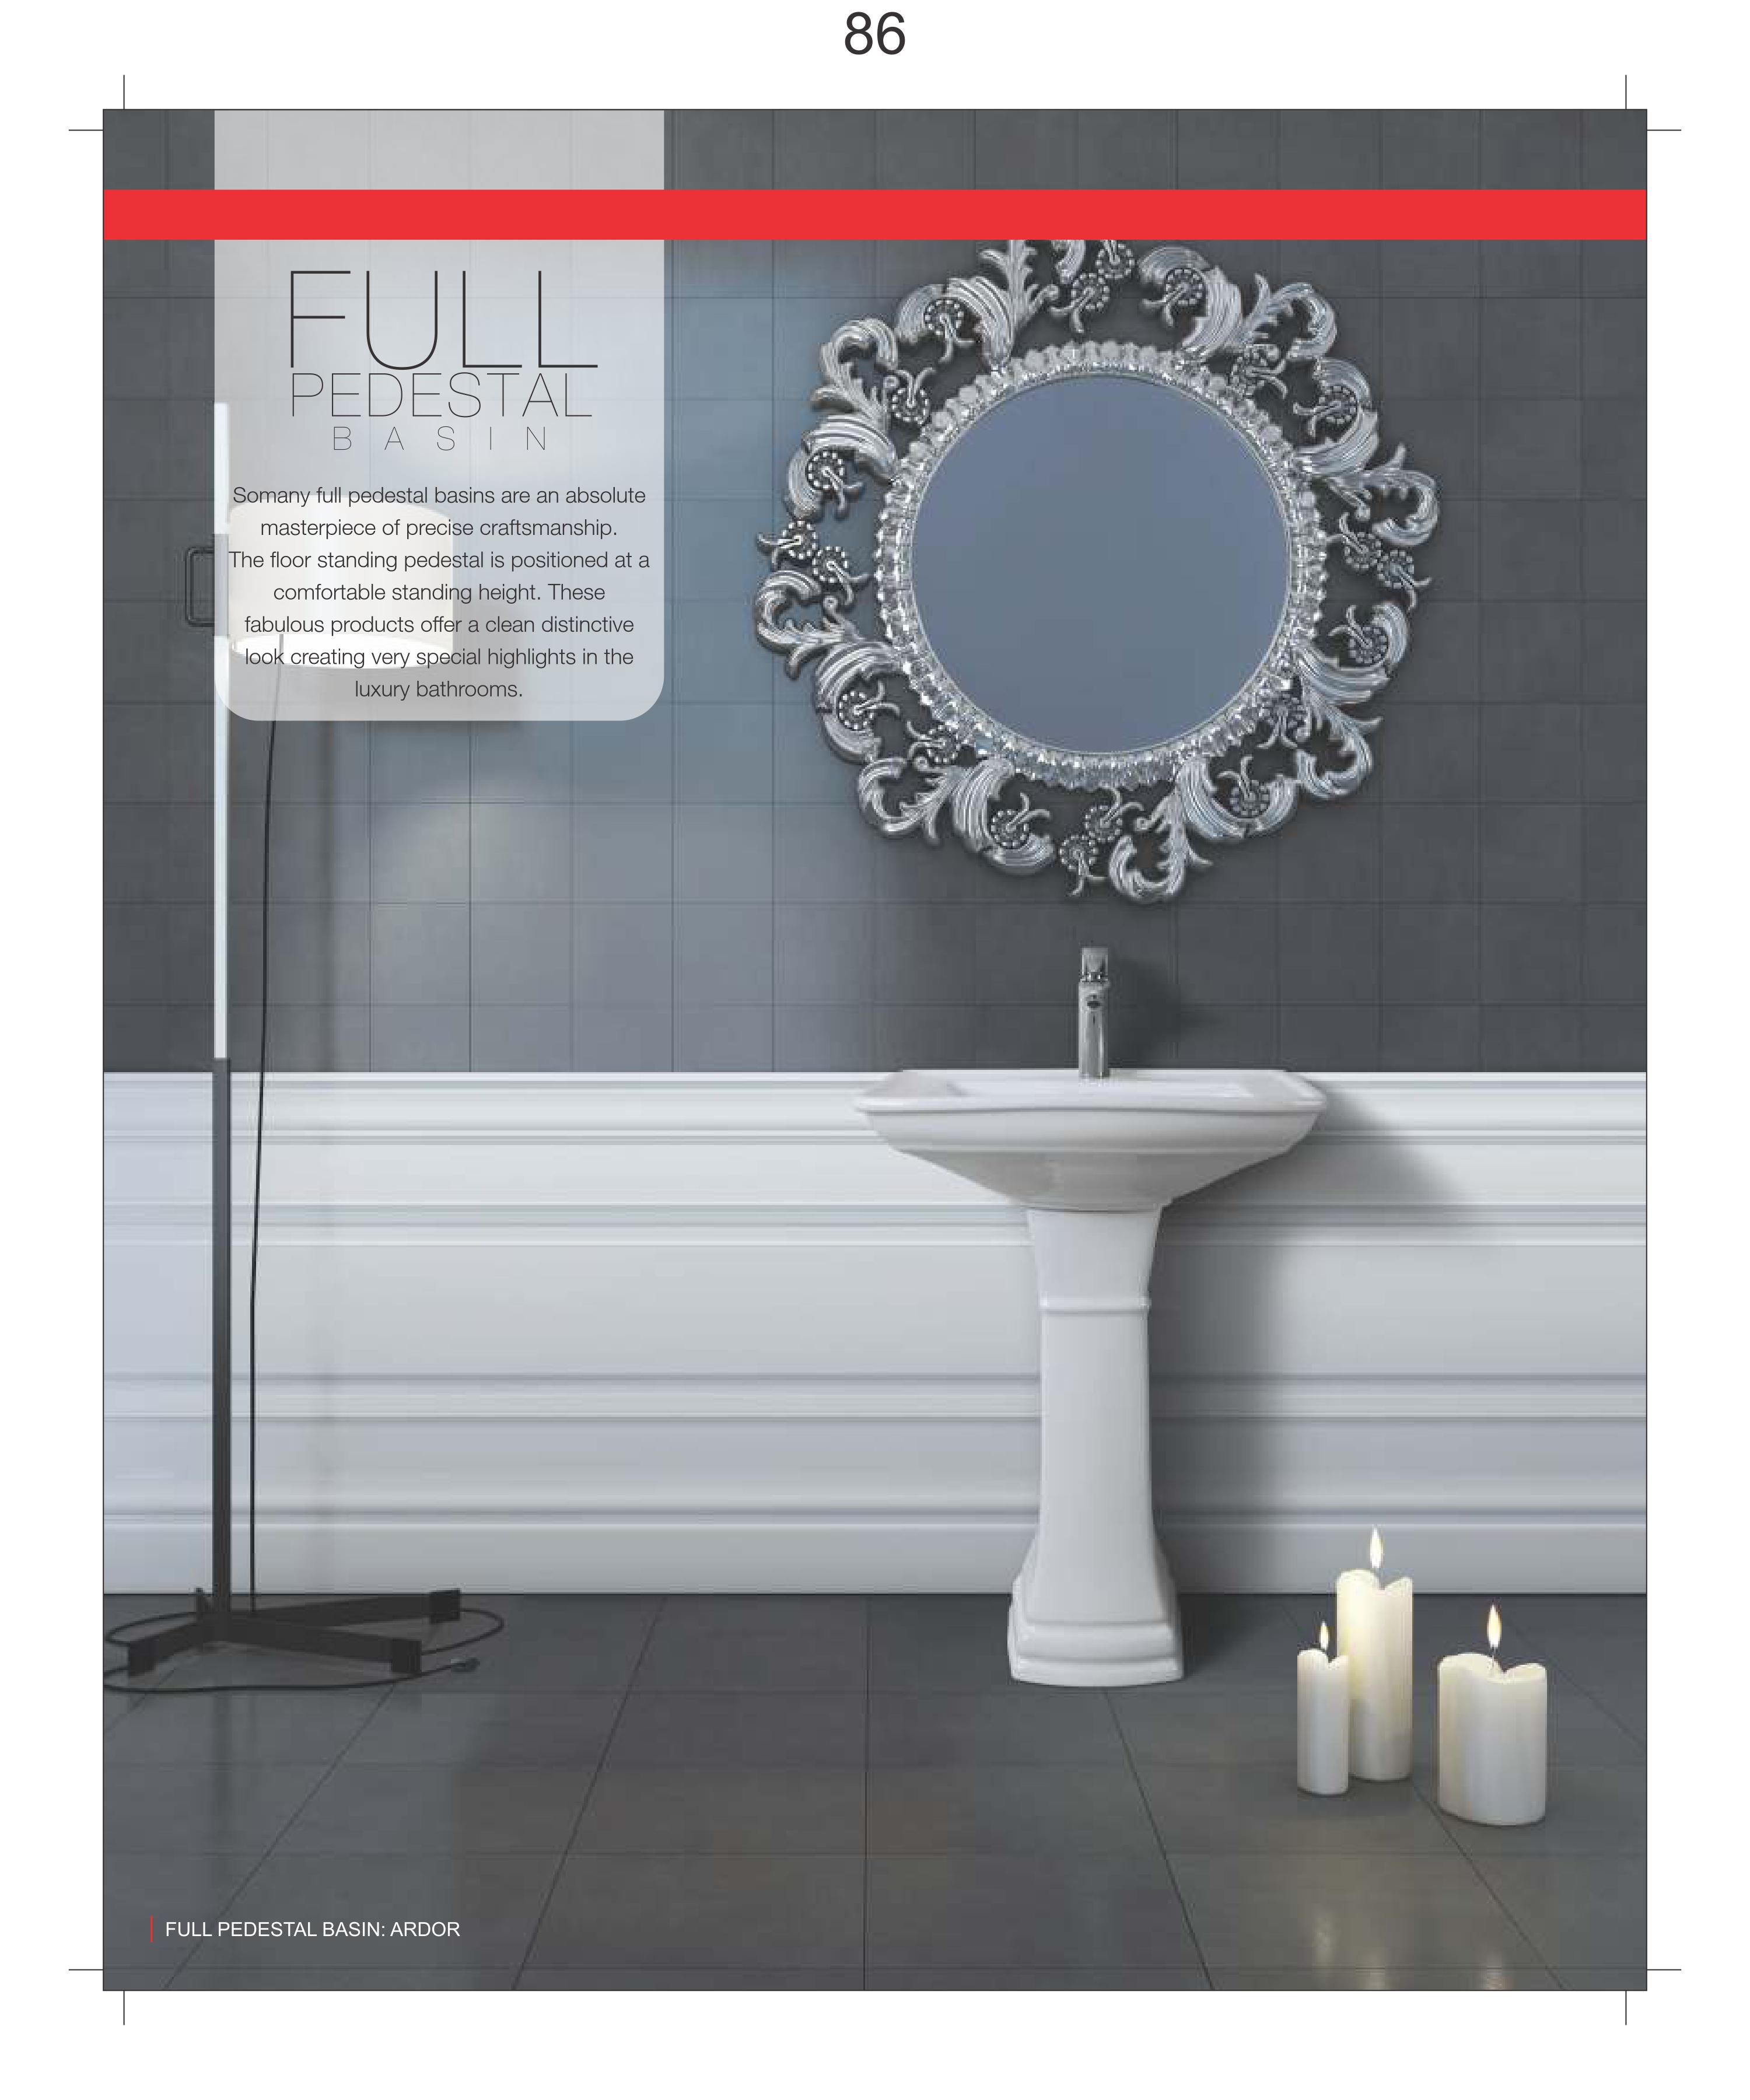 86
FULL
PEDESTAL
BASIN
Somany full pedestal basins are an absolute
masterpiece of precise craftsmanship.
The floor standing pedestal is positioned at a
comfortable standing height. These
fabulous products offer a clean distinctive
look creating very special highlights in the
luxury bathrooms.
FULL PEDESTAL BASIN: ARDOR